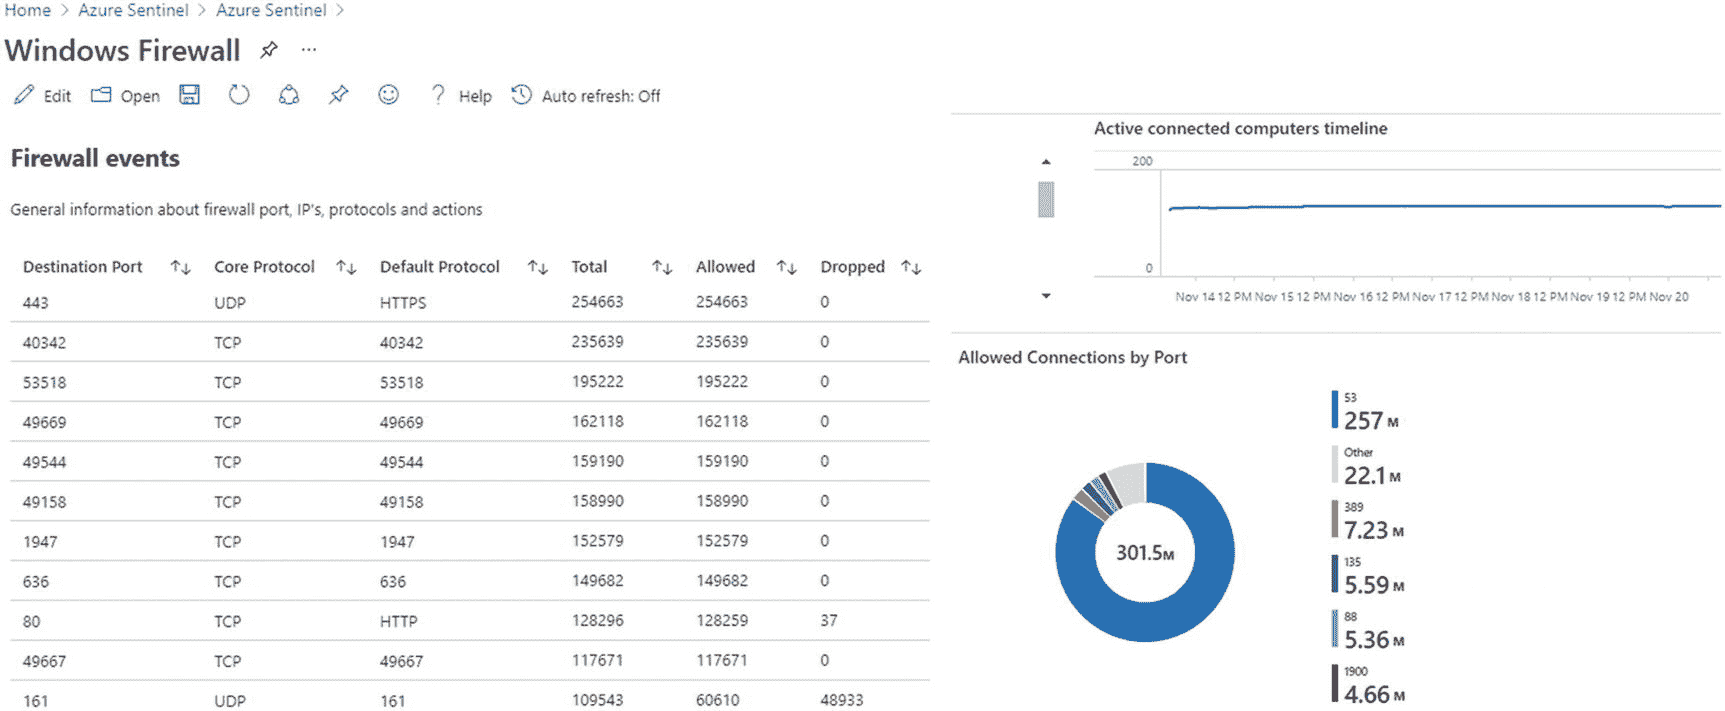 Home > Azure Sentinel > Azure Sentinel >
Windows Firewall ...
Edit Open ? Help Auto refresh: Off
Firewall events
General information about firewall port, IP's, protocols and actions
Destination Port ↑↓ Core Protocol ↑↓ Default Protocol ↑↓ Total ↑↓ Allowed ↑↓ Dropped ↑↓
443 UDP HTTPS 254663 254663 0
40342 TCP 40342 235639 235639 0
53518 TCP 53518 195222 195222 0
49669 TCP 49669 162118 162118 0
49544 TCP 49544 159190 159190 0
49158 TCP 49158 158990 158990 0
1947 TCP 1947 152579 152579 0
636 TCP 636 149682 149682 0
80 TCP HTTP 128296 128259 37
49667 TCP 49667 117671 117671 0
161 UDP 161 109543 60610 48933
Active connected computers timeline
200
0
Nov 14 12 PM Nov 15 12 PM Nov 16 12 PM Nov 17 12 PM Nov 18 12 PM Nov 19 12 PM Nov 20
Allowed Connections by Port
301.5M
53
257 M
Other
22.1 M
389
7.23 M
135
5.59 M
88
5.36 M
1900
4.66 M